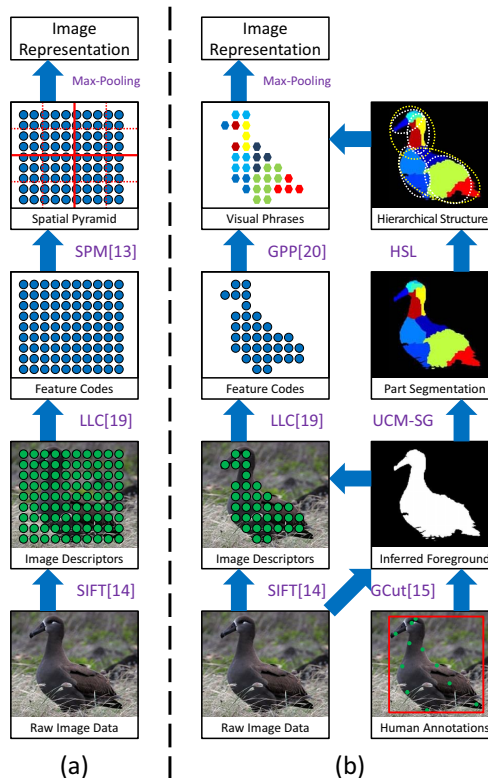 Image
Representation
Max-Pooling
Spatial Pyramid
SPM[13]
Feature Codes
LLC[19]
Image Descriptors
SIFT[14]
Raw Image Data
(a)
Image
Representation
Max-Pooling
Visual Phrases
Hierarchical Structure
GPP[20]
HSL
Feature Codes
Part Segmentation
LLC[19]
UCM-SG
Image Descriptors
Inferred Foreground
SIFT[14]
GCut[15]
Raw Image Data
Human Annotations
(b)